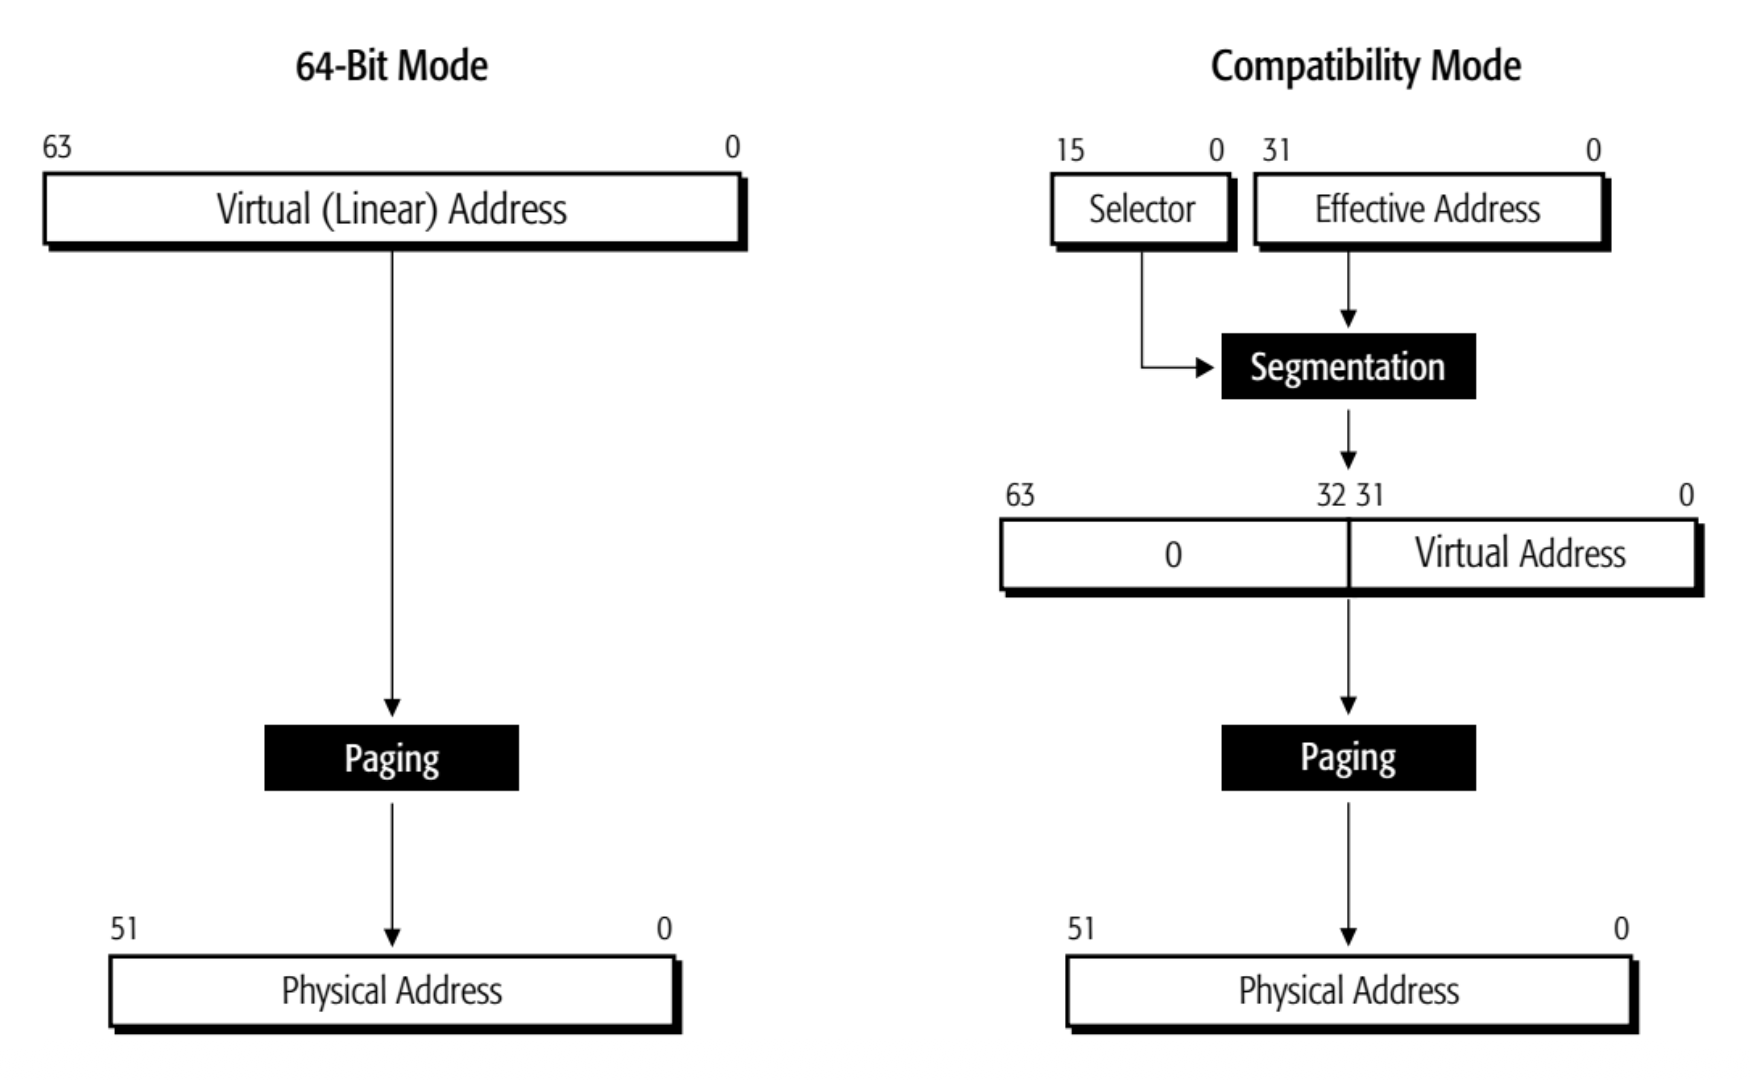 64-Bit Mode
63 0
Virtual (Linear) Address
Paging
51 0
Physical Address
Compatibility Mode
15 0 31 0
Selector Effective Address
Segmentation
63 32 31 0
0 Virtual Address
Paging
51 0
Physical Address